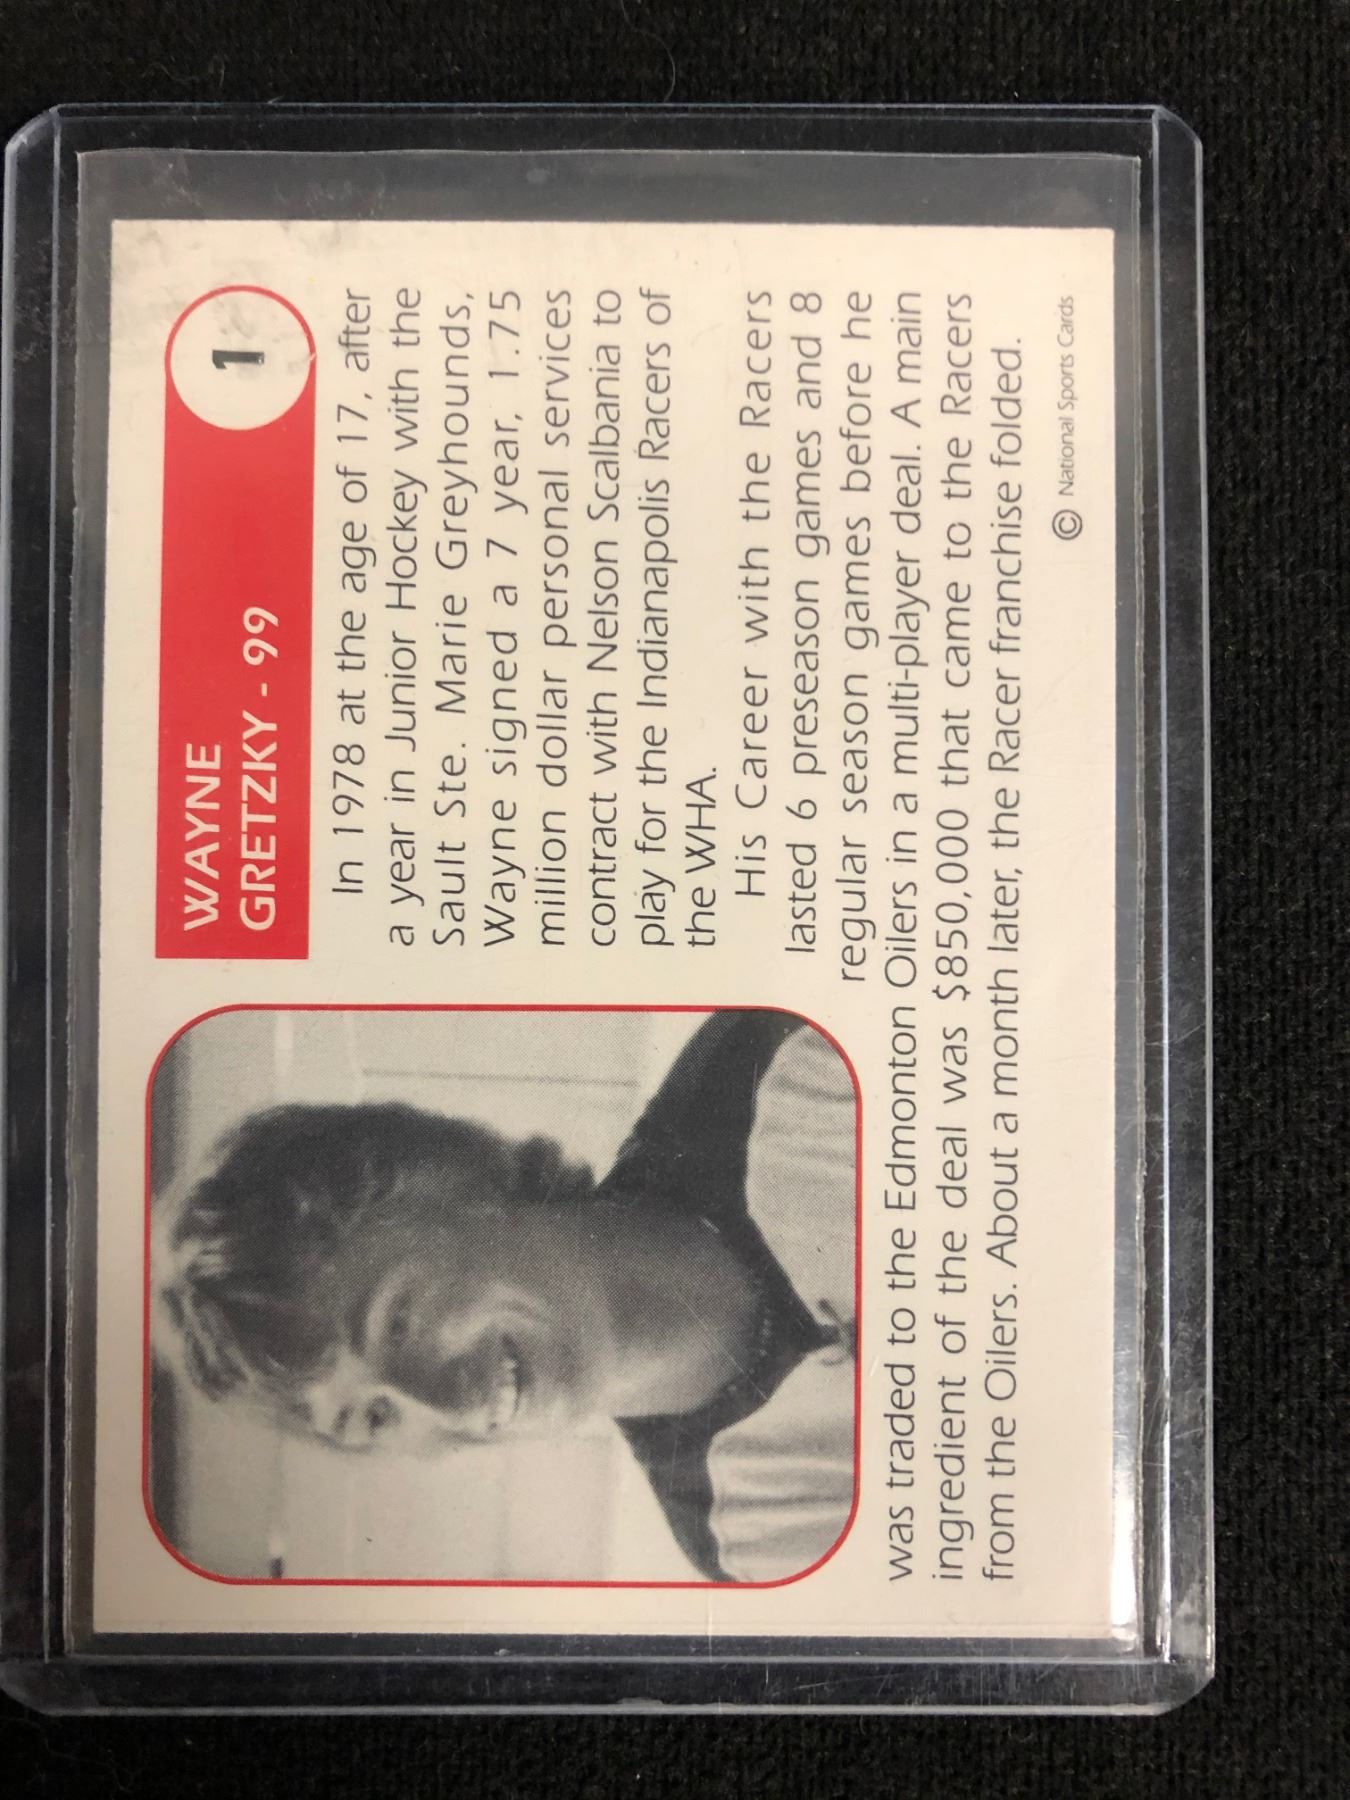 WAYNE
GRETZKY - 99
1
In 1978 at the age of 17, after
a year in Junior Hockey with the
Sault Ste. Marie Greyhounds,
Wayne signed a 7 year, 1.75
million dollar personal services
contract with Nelson Scalbania to
play for the Indianapolis Racers of
the WHA.
His Career with the Racers
lasted 6 preseason games and 8
regular season games before he
was traded to the Edmonton Oilers in a multi-player deal. A main
ingredient of the deal was $850,000 that came to the Racers
from the Oilers. About a month later, the Racer franchise folded.
© National Sports Cards